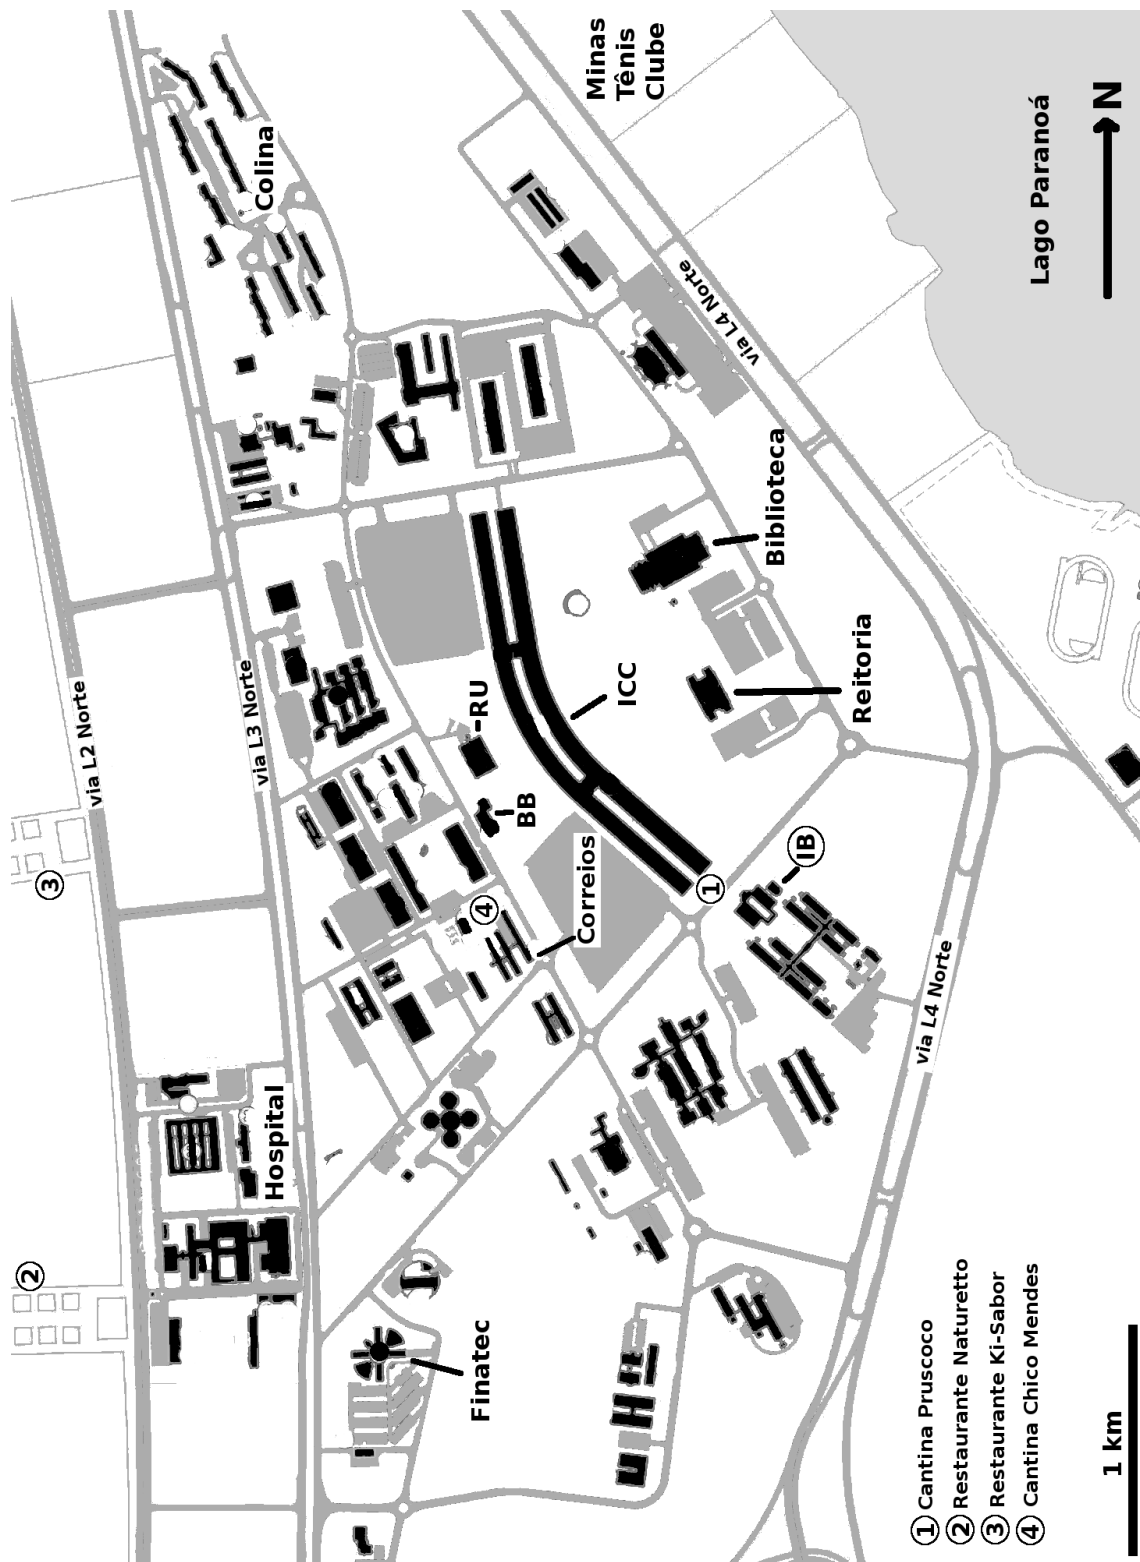 Minas
Tênis
Clube
Lago Paranoá
N
Colina
via L4 Norte
Biblioteca
Reitoria
ICC
RU
BB
Correios
via L3 Norte
via L2 Norte
3
4
1
IB
via L4 Norte
Hospital
2
Finatec
1 Cantina Pruscoco
2 Restaurante Naturetto
3 Restaurante Ki-Sabor
4 Cantina Chico Mendes
1 km